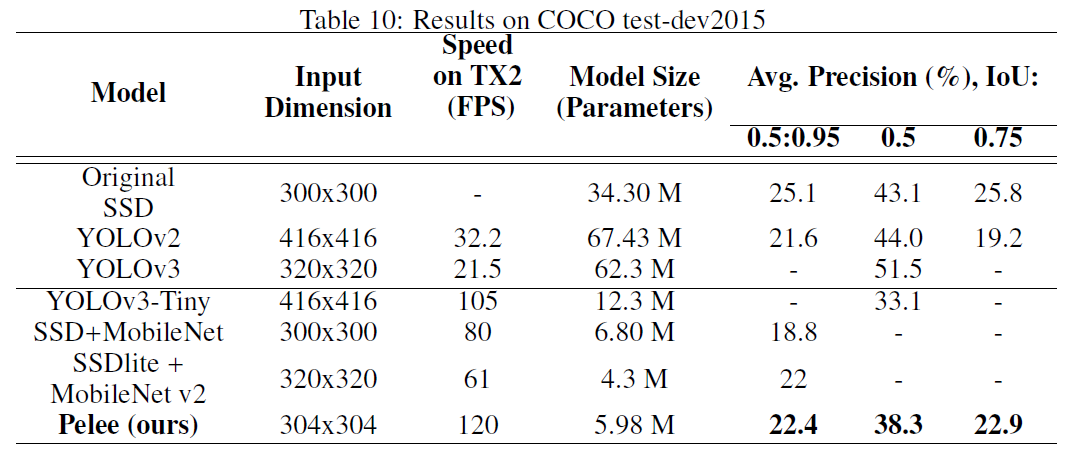 Table 10: Results on COCO test-dev2015
Model Input Dimension Speed on TX2 (FPS) Model Size (Parameters) Avg. Precision (%), IoU:
0.5:0.95 0.5 0.75
Original SSD 300x300 - 34.30 M 25.1 43.1 25.8
YOLOv2 416x416 32.2 67.43 M 21.6 44.0 19.2
YOLOv3 320x320 21.5 62.3 M - 51.5 -
YOLOv3-Tiny 416x416 105 12.3 M - 33.1 -
SSD+MobileNet 300x300 80 6.80 M 18.8 - -
SSDlite + MobileNet v2 320x320 61 4.3 M 22 - -
Pelee (ours) 304x304 120 5.98 M 22.4 38.3 22.9